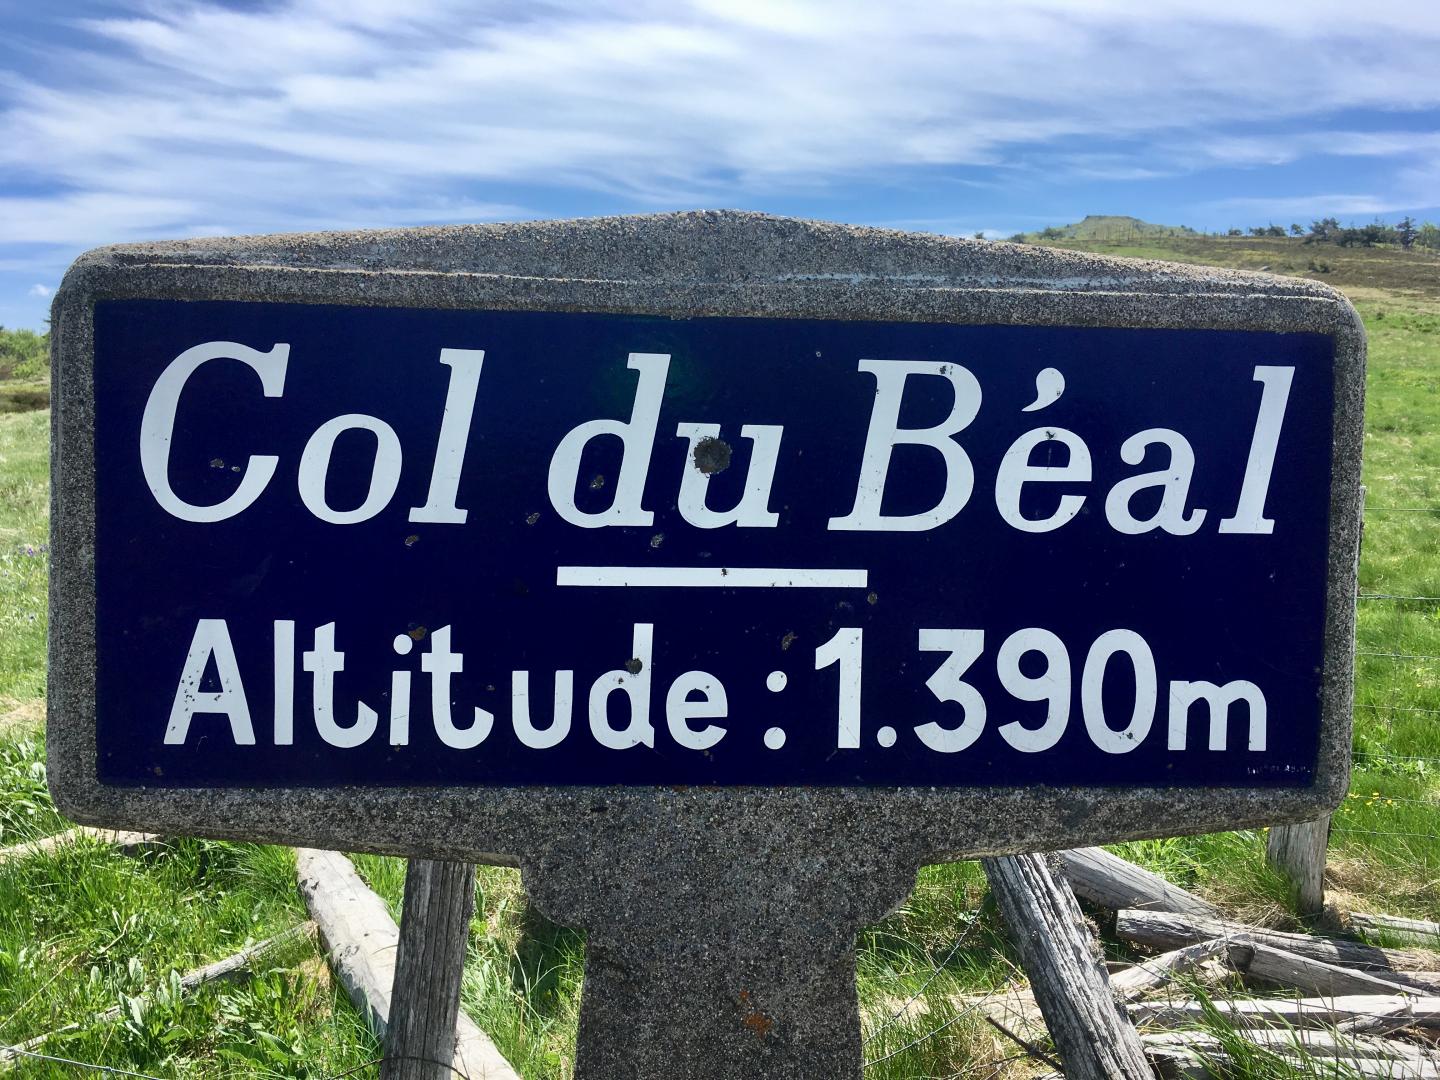 Col du Béal
Altitude : 1.390m